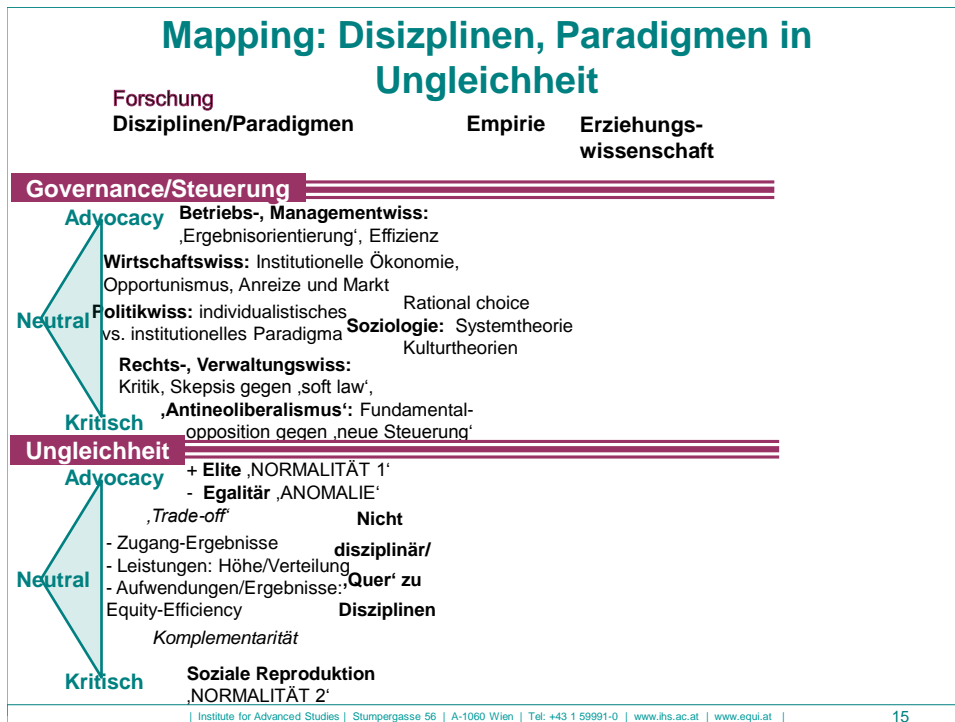 Mapping: Disizplinen, Paradigmen in
Ungleichheit
Forschung
Disziplinen/Paradigmen
Empirie
Erziehungs-
wissenschaft
Governance/Steuerung
Advocacy
Betriebs-, Managementwiss:
‚Ergebnisorientierung‘, Effizienz
Wirtschaftswiss: Institutionelle Ökonomie,
Opportunismus, Anreize und Markt
Neutral
Politikwiss: individualistisches
vs. institutionelles Paradigma
Rational choice
Soziologie: Systemtheorie
Kulturtheorien
Rechts-, Verwaltungswiss:
Kritik, Skepsis gegen ‚soft law‘,
Kritisch
‚Antineoliberalismus‘: Fundamental-
opposition gegen ‚neue Steuerung‘
Ungleichheit
Advocacy
+ Elite ‚NORMALITÄT 1‘
- Egalitär ‚ANOMALIE‘
‚Trade-off‘
- Zugang-Ergebnisse
- Leistungen: Höhe/Verteilung
- Aufwendungen/Ergebnisse:
Equity-Efficiency
Neutral
Nicht
disziplinär/
‚Quer‘ zu
Disziplinen
Komplementarität
Kritisch
Soziale Reproduktion
‚NORMALITÄT 2‘
| Institute for Advanced Studies | Stumpergasse 56 | A-1060 Wien | Tel: +43 1 59991-0 | www.ihs.ac.at | www.equi.at |
15